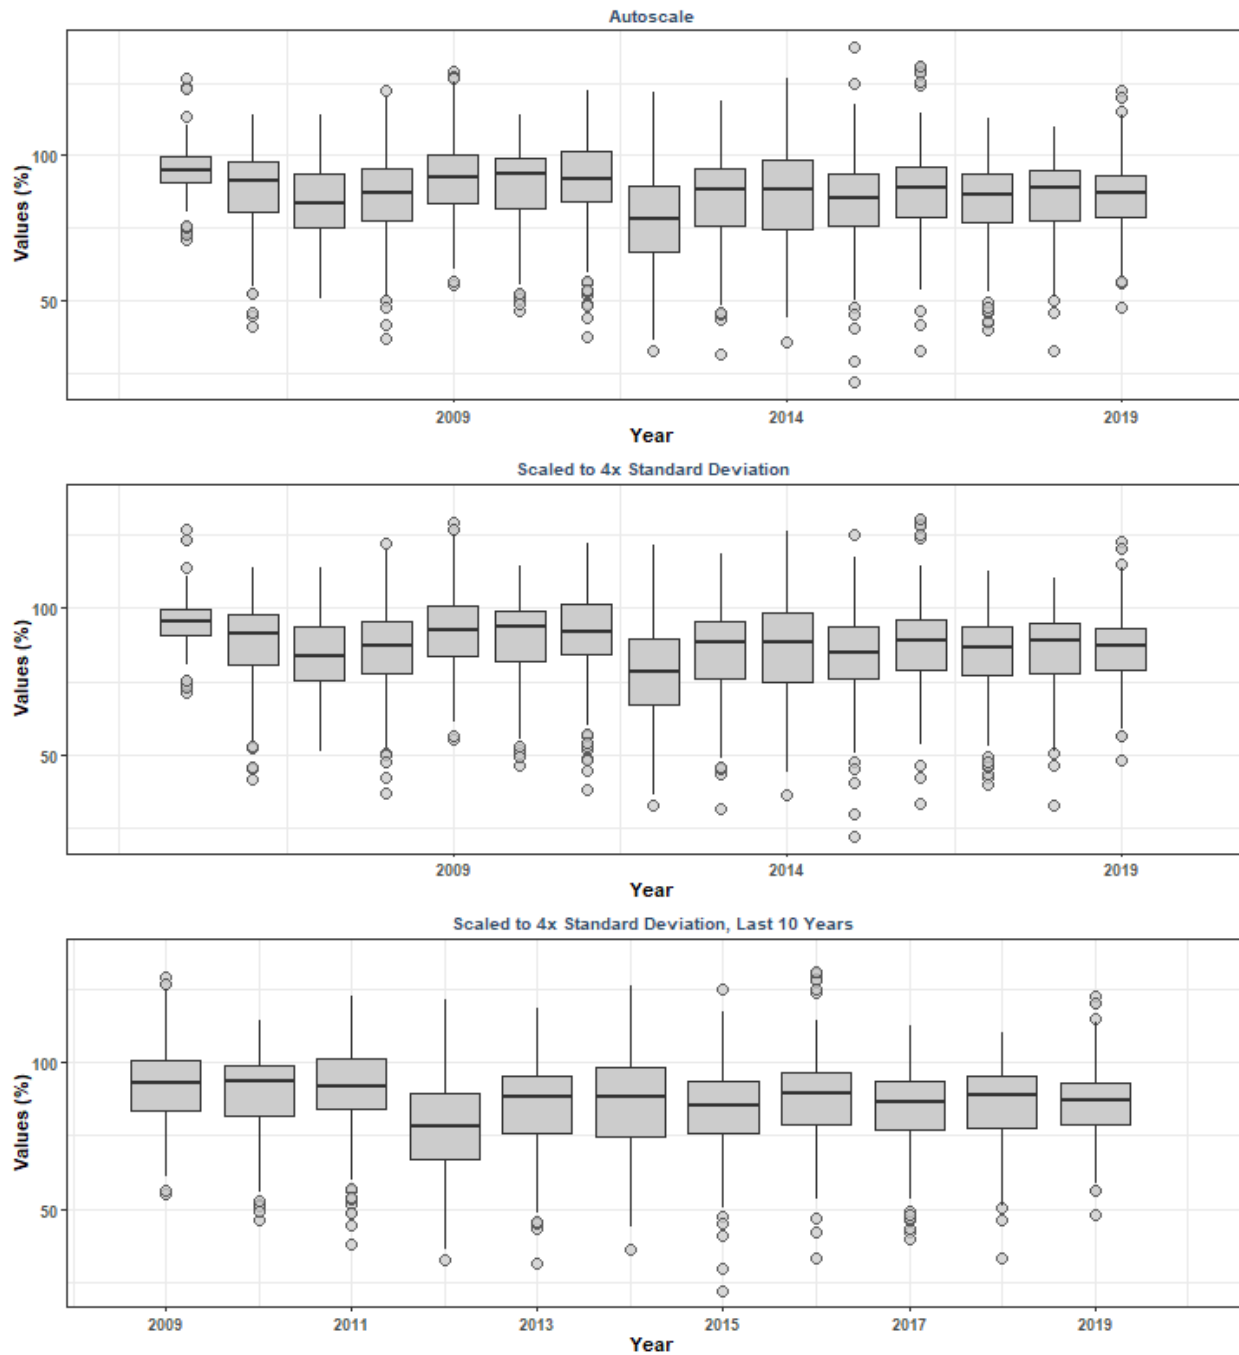 Autoscale
Values (%)
100
50
2009 2014 2019
Year
Scaled to 4x Standard Deviation
Values (%)
100
50
2009 2014 2019
Year
Scaled to 4x Standard Deviation, Last 10 Years
Values (%)
100
50
2009 2011 2013 2015 2017 2019
Year